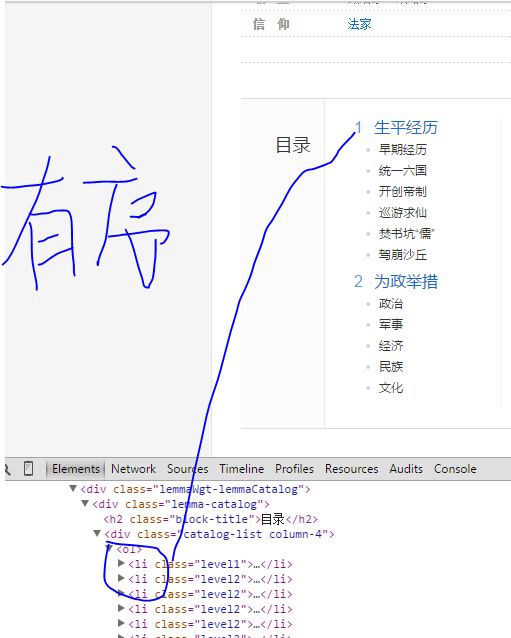 信 仰 法家
目录
1 生平经历
早期经历
统一六国
开创帝制
巡游求仙
焚书坑“儒”
驾崩沙丘
2 为政举措
政治
军事
经济
民族
文化
有序
Elements Network Sources Timeline Profiles Resources Audits Console
▼<div class="lemmaWgt-lemmaCatalog">
▼<div class="lemma-catalog">
<h2 class="block-title">目录</h2>
▼<div class="catalog-list column-4">
▼<ol>
▶<li class="level1">…</li>
▶<li class="level2">…</li>
▶<li class="level2">…</li>
▶<li class="level2">…</li>
▶<li class="level2">…</li>